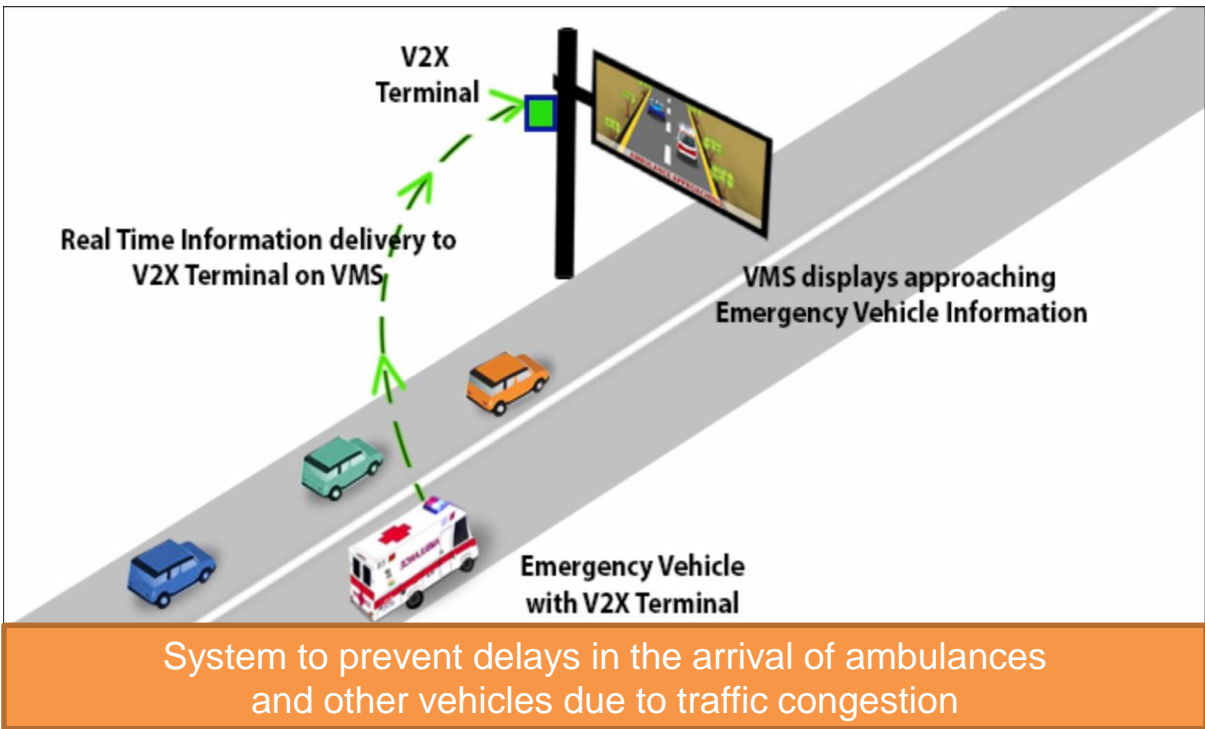 V2X
Terminal
Real Time Information delivery to
V2X Terminal on VMS
AMBULANCE APPROACHING
VMS displays approaching
Emergency Vehicle Information
Emergency Vehicle
with V2X Terminal
System to prevent delays in the arrival of ambulances
and other vehicles due to traffic congestion